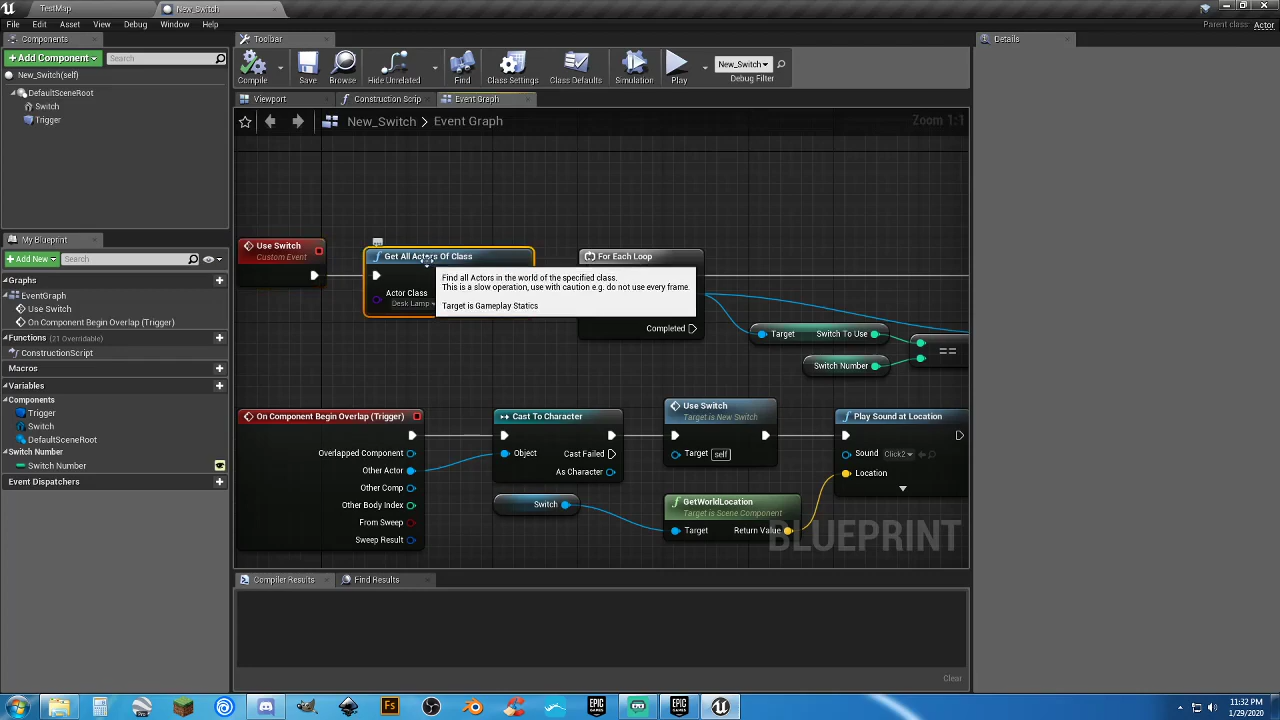 TestMap
New_Switch
File Edit Asset View Debug Window Help
Parent class: Actor
Components
Toolbar
Details
+Add Component
Search
New_Switch(self)
DefaultSceneRoot
Switch
Trigger
Compile
Save
Browse
Hide Unrelated
Find
Class Settings
Class Defaults
Simulation
Play
New_Switch
Debug Filter
Viewport
Construction Scrip
Event Graph
New_Switch > Event Graph
Zoom 1:1
My Blueprint
+Add New
Search
Graphs
EventGraph
Use Switch
On Component Begin Overlap (Trigger)
Functions (21 Overridable)
ConstructionScript
Macros
Variables
Components
Trigger
Switch
DefaultSceneRoot
Switch Number
Switch Number
Event Dispatchers
Use Switch
Custom Event
Get All Actors Of Class
Actor Class
Desk Lamp
Find all Actors in the world of the specified class.
This is a slow operation, use with caution e.g. do not use every frame.
Target is Gameplay Statics
For Each Loop
Completed
Target
Switch To Use
Switch Number
==
On Component Begin Overlap (Trigger)
Overlapped Component
Other Actor
Other Comp
Other Body Index
From Sweep
Sweep Result
Cast To Character
Object
Cast Failed
As Character
Switch
Use Switch
Target is New Switch
Target self
GetWorldLocation
Target is Scene Component
Target
Return Value
Play Sound at Location
Sound Click2
Location
BLUEPRINT
Compiler Results
Find Results
Clear
Pro
Fs
EPIC GAMES
EPIC GAMES
11:32 PM
1/29/2020